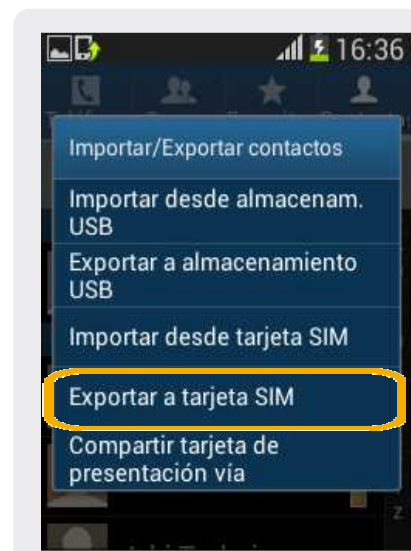 16:36
Importar/Exportar contactos
Importar desde almacenam.
USB
Exportar a almacenamiento
USB
Importar desde tarjeta SIM
Exportar a tarjeta SIM
Compartir tarjeta de
presentación vía
z